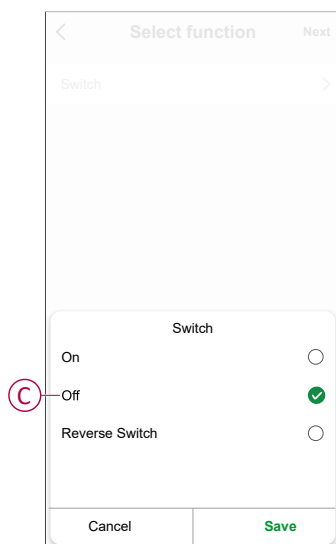 Select function Next
Switch
Switch
On
C Off
Reverse Switch
Cancel Save